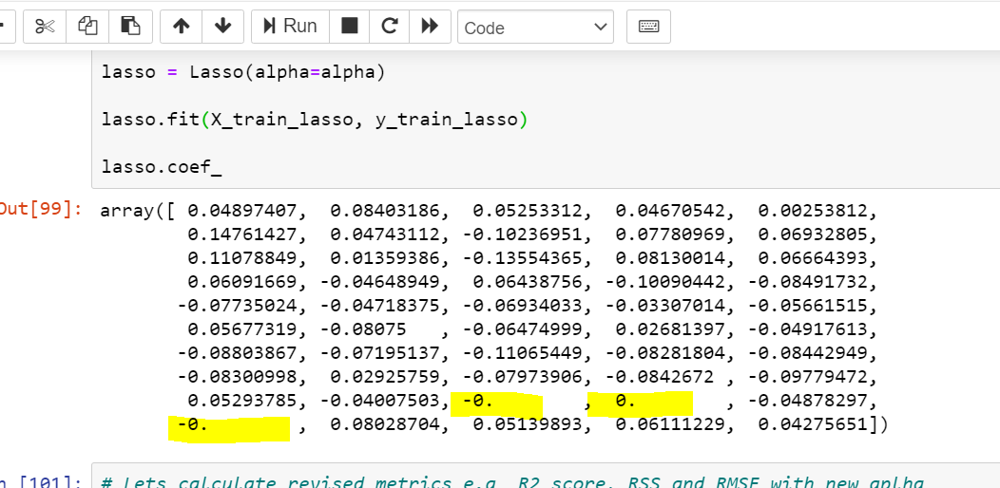 Run
Code
lasso = Lasso(alpha=alpha)
lasso.fit(X_train_lasso, y_train_lasso)
lasso.coef_
Out[99]: array([ 0.04897407,  0.08403186,  0.05253312,  0.04670542,  0.00253812,
0.14761427,  0.04743112, -0.10236951,  0.07780969,  0.06932805,
0.11078849,  0.01359386, -0.13554365,  0.08130014,  0.06664393,
0.06091669, -0.04648949,  0.06438756, -0.10090442, -0.08491732,
-0.07735024, -0.04718375, -0.06934033, -0.03307014, -0.05661515,
0.05677319, -0.08075   , -0.06474999,  0.02681397, -0.04917613,
-0.08803867, -0.07195137, -0.11065449, -0.08281804, -0.08442949,
-0.08300998,  0.02925759, -0.07973906, -0.0842672 , -0.09779472,
0.05293785, -0.04007503, -0.        ,  0.        , -0.04878297,
-0.        ,  0.08028704,  0.05139893,  0.06111229,  0.04275651])
n [101]: # Lets calculate revised metrics e.g. R2 score, RSS and RMSE with new aplha